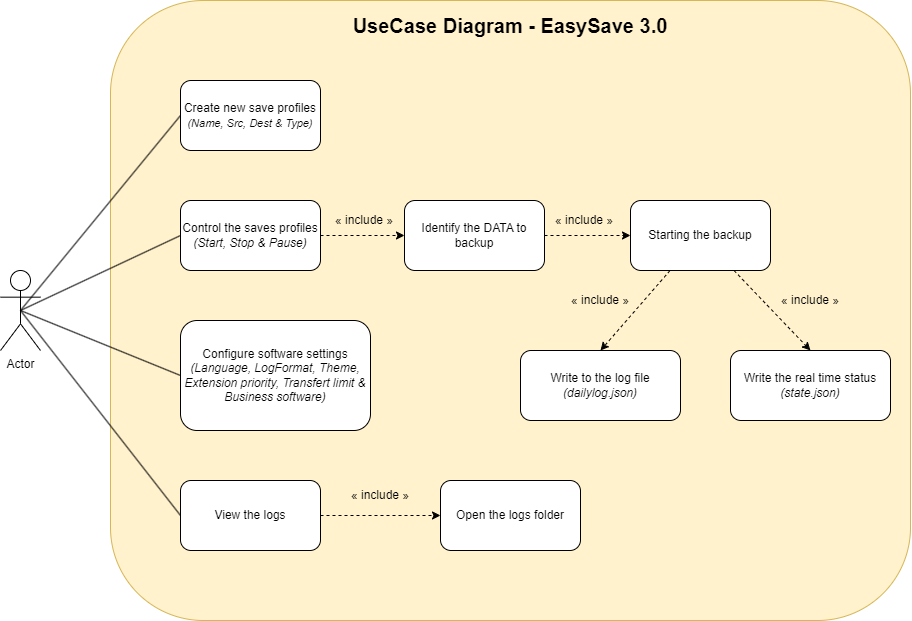 UseCase Diagram - EasySave 3.0
Create new save profiles
(Name, Src, Dest & Type)
Control the saves profiles
(Start, Stop & Pause)
« include »
Identify the DATA to
backup
« include »
Starting the backup
« include »
« include »
Actor
Configure software settings
(Language, LogFormat, Theme,
Extension priority, Transfert limit &
Business software)
Write to the log file
(dailylog.json)
Write the real time status
(state.json)
View the logs
« include »
Open the logs folder